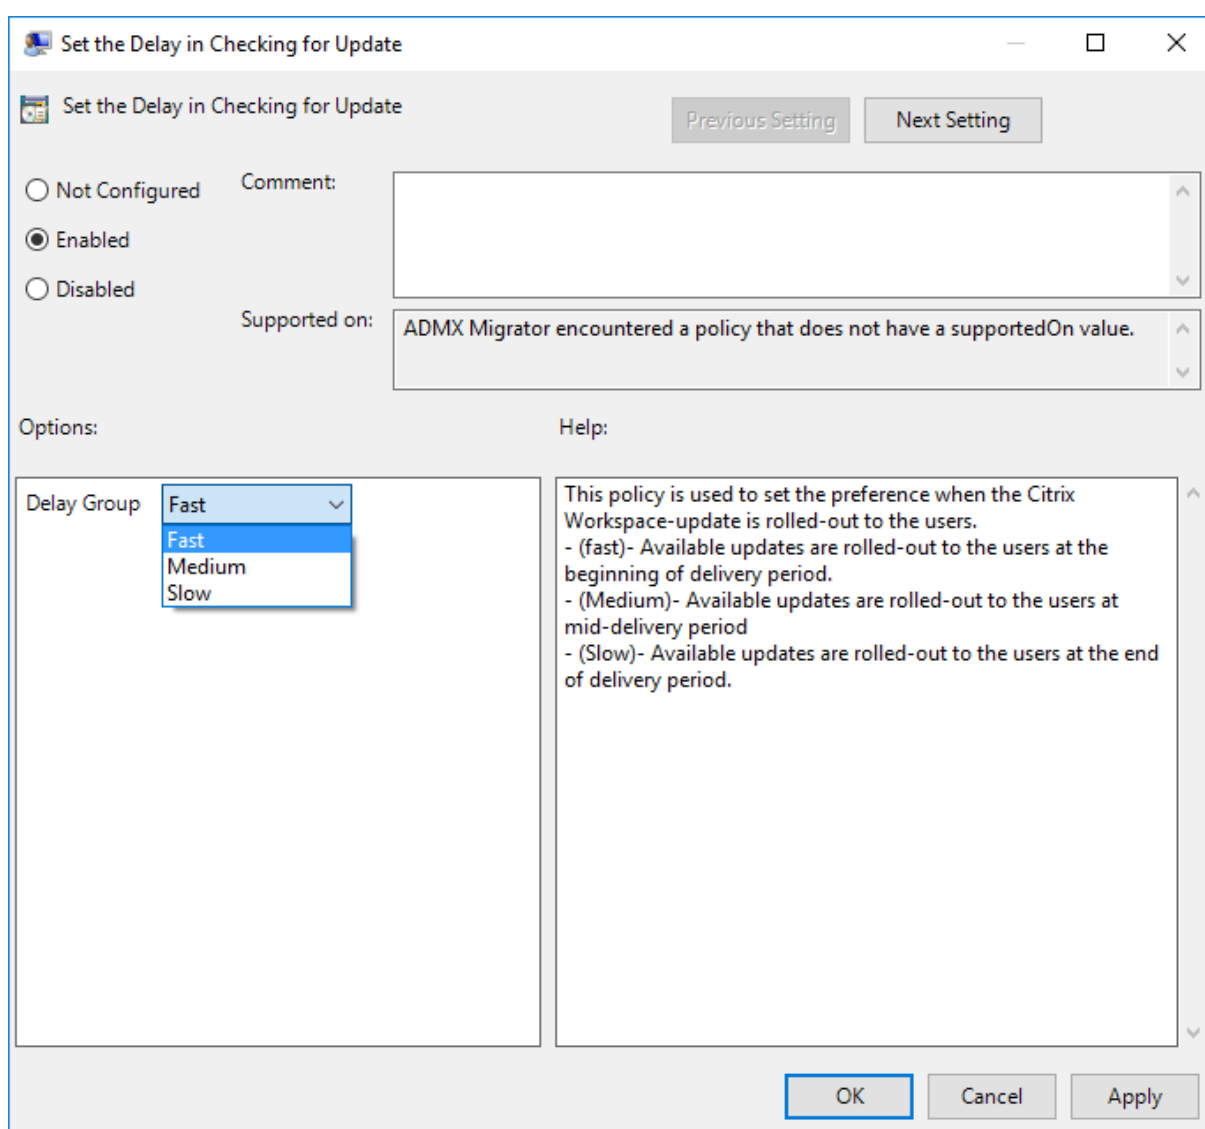 Set the Delay in Checking for Update
Set the Delay in Checking for Update
Previous Setting
Next Setting
Not Configured
Comment:
Enabled
Disabled
Supported on:
ADMX Migrator encountered a policy that does not have a supportedOn value.
Options:
Help:
Delay Group
Fast
Fast
Medium
Slow
This policy is used to set the preference when the Citrix
Workspace-update is rolled-out to the users.
- (fast)- Available updates are rolled-out to the users at the
beginning of delivery period.
- (Medium)- Available updates are rolled-out to the users at
mid-delivery period
- (Slow)- Available updates are rolled-out to the users at the end
of delivery period.
OK
Cancel
Apply